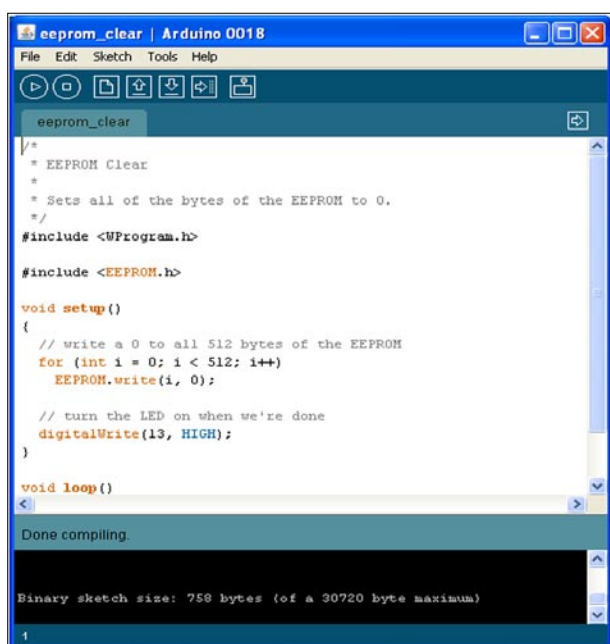 eeprom_clear | Arduino 0018
File Edit Sketch Tools Help
eeprom_clear
/*
* EEPROM Clear
*
* Sets all of the bytes of the EEPROM to 0.
*/
#include <WProgram.h>
#include <EEPROM.h>
void setup()
{
// write a 0 to all 512 bytes of the EEPROM
for (int i = 0; i < 512; i++)
EEPROM.write(i, 0);
// turn the LED on when we're done
digitalWrite(13, HIGH);
}
void loop()
Done compiling.
Binary sketch size: 758 bytes (of a 30720 byte maximum)
1